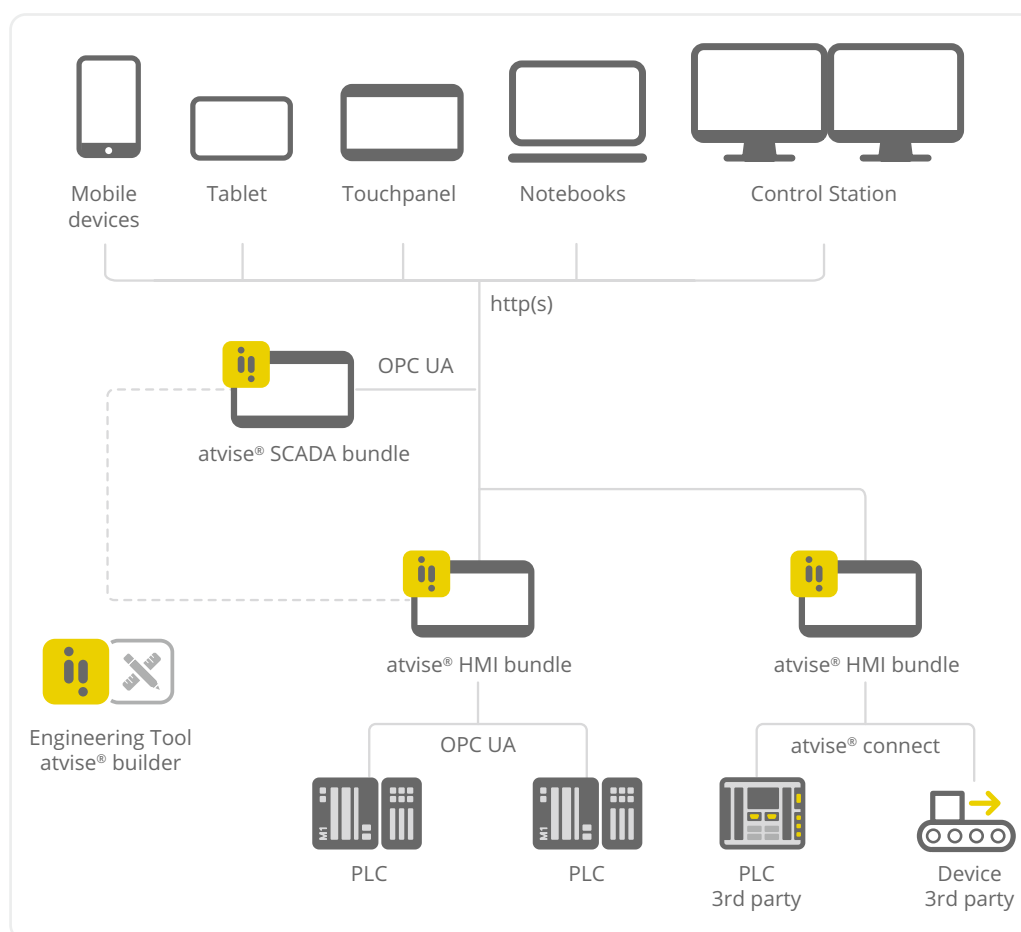 Mobile
devices
Tablet
Touchpanel
Notebooks
Control Station
http(s)
OPC UA
atvise® SCADA bundle
atvise® HMI bundle
atvise® HMI bundle
Engineering Tool
atvise® builder
OPC UA
atvise® connect
M1
M1
PLC
PLC
PLC
3rd party
Device
3rd party